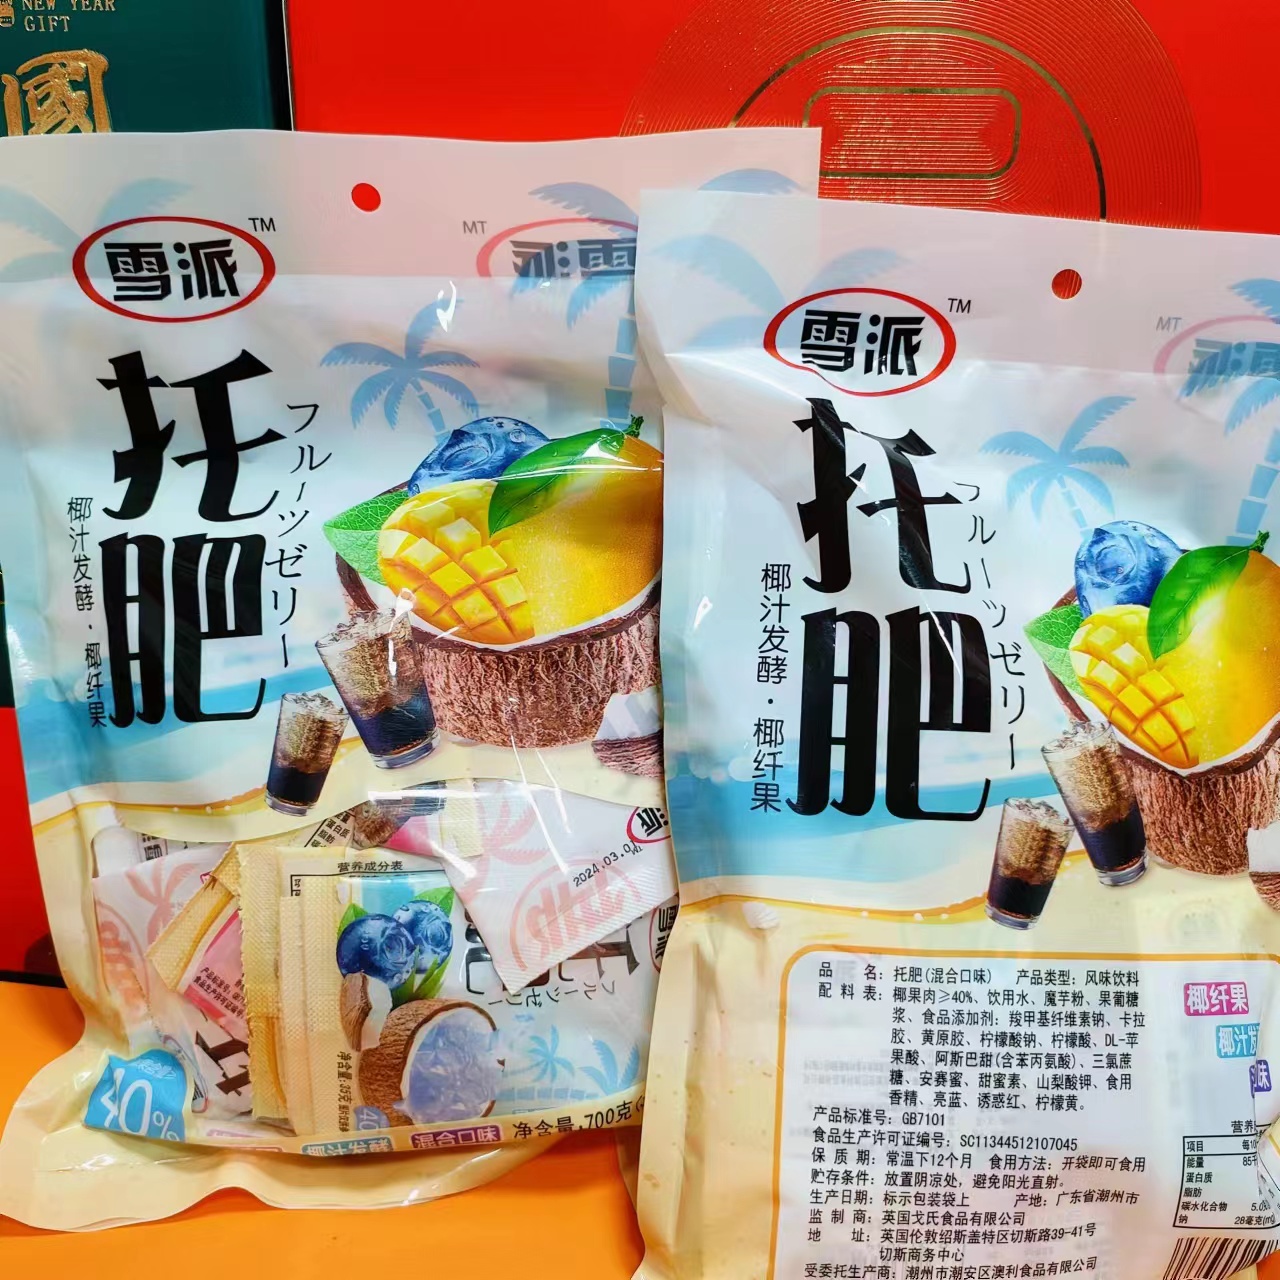 NEW YEAR
GIFT
國
雪派
TM
托肥
フルーツゼリー
椰汁发酵·椰纤果
2024.03.0
营养成分表
40%
混合口味
净含量:700克
雪派
TM
托肥
フルーツゼリー
椰汁发酵·椰纤果
品 名: 托肥(混合口味) 产品类型: 风味饮料
配料表: 椰果肉≥40%、饮用水、魔芋粉、果葡糖
浆、食品添加剂: 羧甲基纤维素钠、卡拉
胶、黄原胶、柠檬酸钠、柠檬酸、DL-苹
果酸、阿斯巴甜(含苯丙氨酸)、三氯蔗
糖、安赛蜜、甜蜜素、山梨酸钾、食用
香精、亮蓝、诱惑红、柠檬黄。
产品标准号: GB7101
食品生产许可证编号: SC11344512107045
保 质 期: 常温下12个月 食用方法: 开袋即可食用
贮存条件: 放置阴凉处, 避免阳光直射。
生产日期: 标示包装袋上 产地: 广东省潮州市
监 制 商: 英国戈氏食品有限公司
地 址: 英国伦敦绍斯盖特区切斯路39-41号
切斯商务中心
受委托生产商: 潮州市潮安区澳利食品有限公司
椰纤果
椰汁发
味
营养
项目
能量
蛋白质
脂肪
碳水化合物 5.0
钠 28毫克